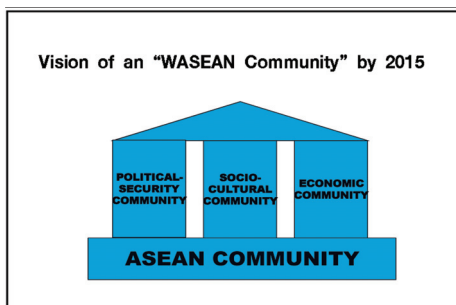 Vision of an “WASEAN Community” by 2015
POLITICAL-
SECURITY
COMMUNITY
SOCIO-
CULTURAL
COMMUNITY
ECONOMIC
COMMUNITY
ASEAN COMMUNITY